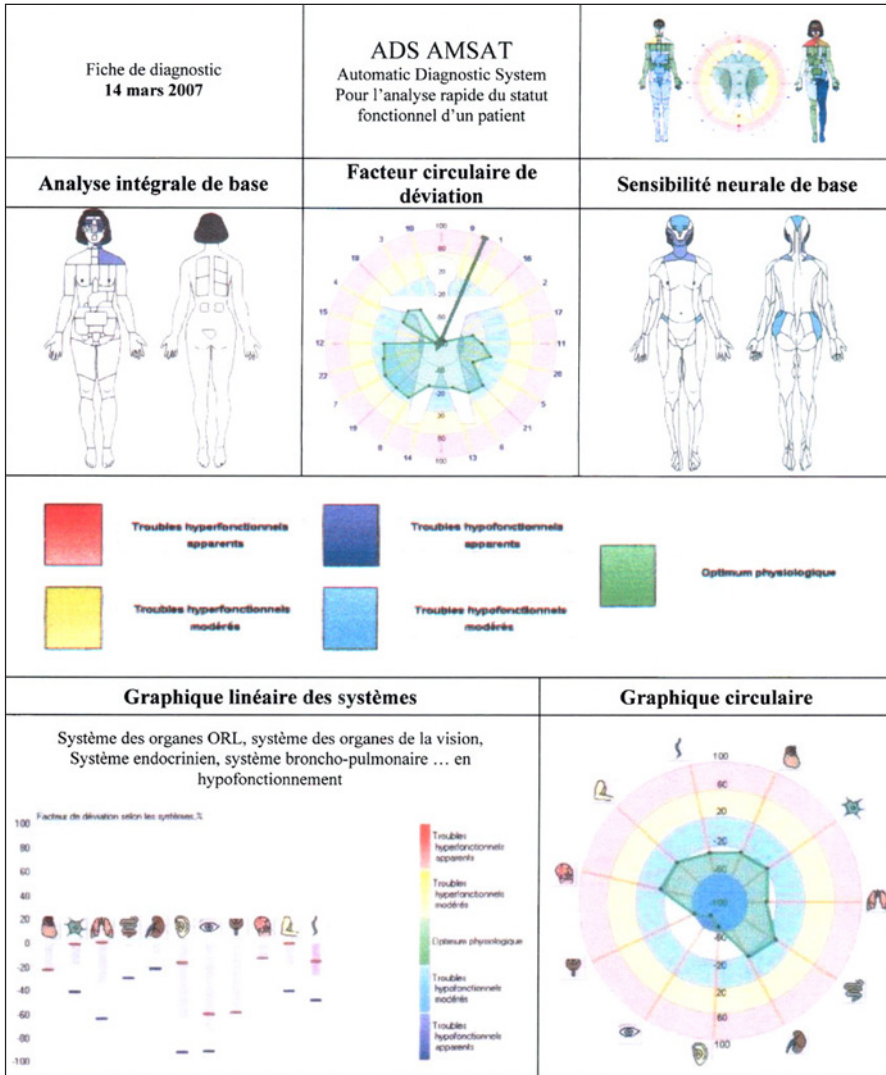 Fiche de diagnostic
14 mars 2007
ADS AMSAT
Automatic Diagnostic System
Pour l'analyse rapide du statut
fonctionnel d'un patient
Analyse intégrale de base
Facteur circulaire de
déviation
Sensibilité neurale de base
Troubles hyperfonctionnels
apparents
Troubles hypofonctionnels
apparents
Optimum physiologique
Troubles hyperfonctionnels
modérés
Troubles hypofonctionnels
modérés
Graphique linéaire des systèmes
Graphique circulaire
Système des organes ORL, système des organes de la vision,
Système endocrinien, système broncho-pulmonaire … en
hypofonctionnement
Facteur de déviation selon les systèmes,%
100
80
60
40
20
0
-20
-40
-60
-80
-100
Troubles
hyperfonctionnels
apparents
Troubles
hyperfonctionnels
modérés
Optimum physiologique
Troubles
hypofonctionnels
modérés
Troubles
hypofonctionnels
apparents
100
60
20
-20
-60
-100
-60
-20
20
60
100